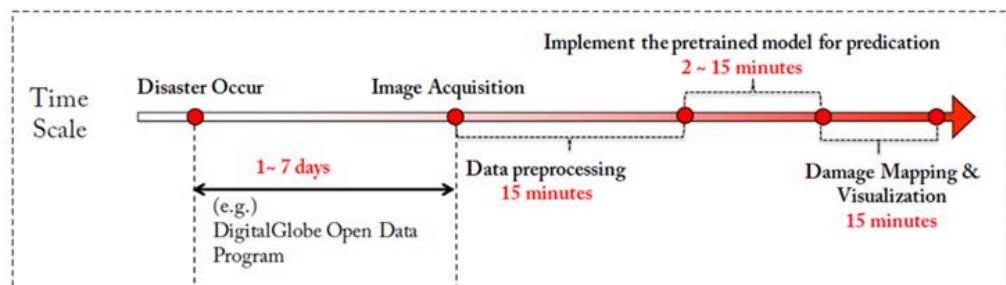 Implement the pretrained model for predication
2 ~ 15 minutes
Disaster Occur
Image Acquisition
Time
Scale
1~ 7 days
Data preprocessing
15 minutes
Damage Mapping &
Visualization
15 minutes
(e.g.)
DigitalGlobe Open Data
Program